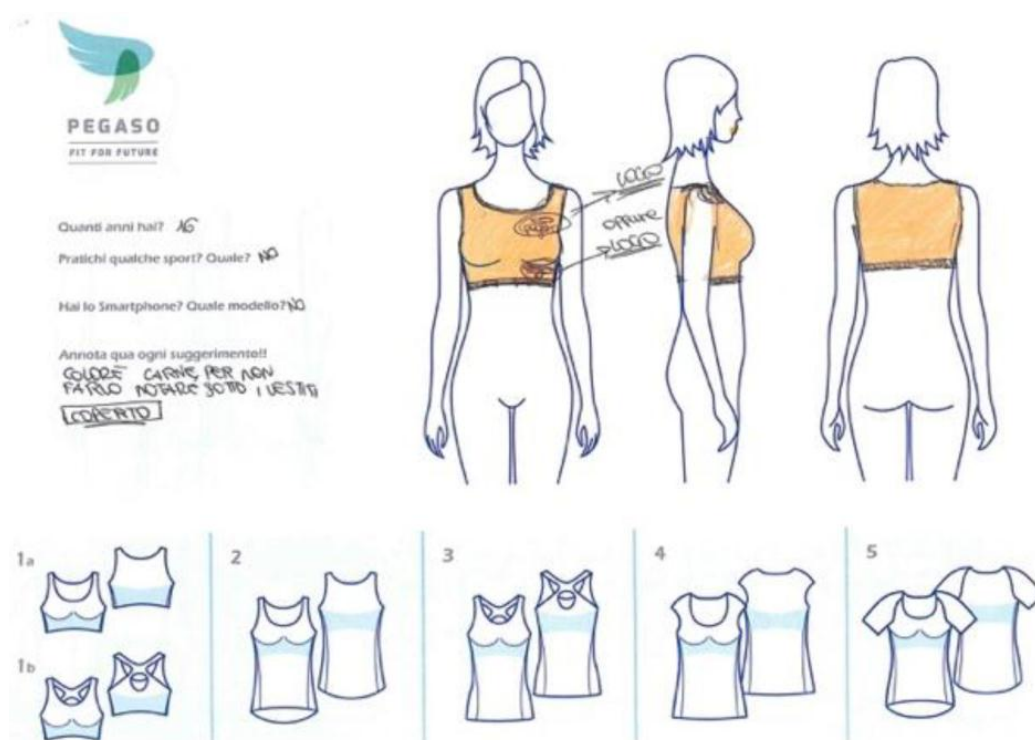 PEGASO
FIT FOR FUTURE
Quanti anni hai? 16
Pratichi qualche sport? Quale? NO
Hai lo Smartphone? Quale modello? NO
Annota qua ogni suggerimento!!
COLORE CARNE PER NON
FARLO NOTARE SOTTO I VESTITI
COPERTO
LOGO
OPPURE
LOGO
1a
2
3
4
5
1b